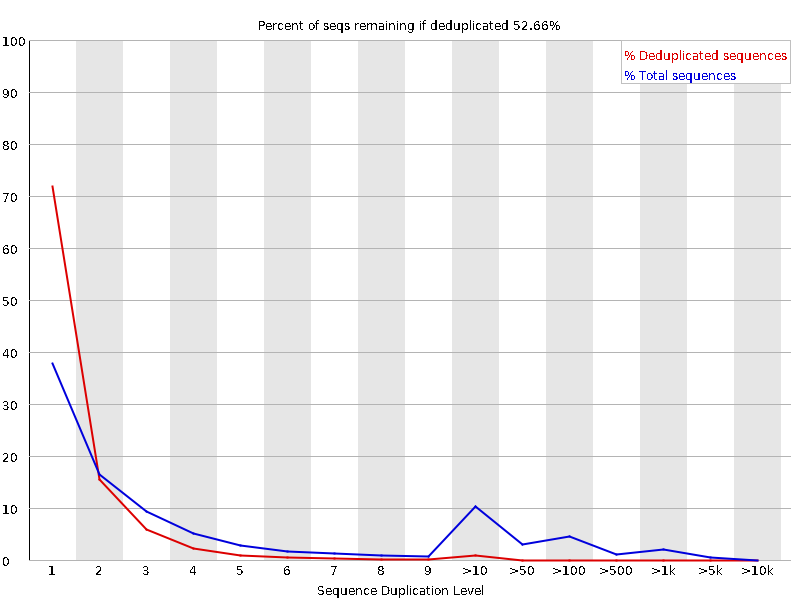 Percent of seqs remaining if deduplicated 52.66%
% Deduplicated sequences
% Total sequences
100
90
80
70
60
50
40
30
20
10
0
1 2 3 4 5 6 7 8 9 >10 >50 >100 >500 >1k >5k >10k
Sequence Duplication Level